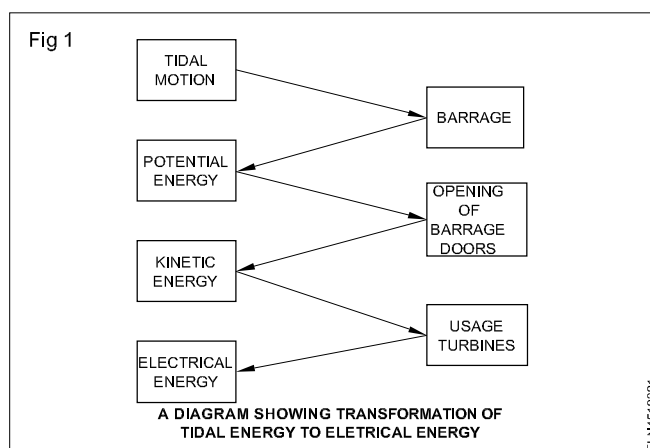 Fig 1
TIDAL
MOTION
BARRAGE
POTENTIAL
ENERGY
OPENING
OF
BARRAGE
DOORS
KINETIC
ENERGY
USAGE
TURBINES
ELECTRICAL
ENERGY
A DIAGRAM SHOWING TRANSFORMATION OF
TIDAL ENERGY TO ELETRICAL ENERGY